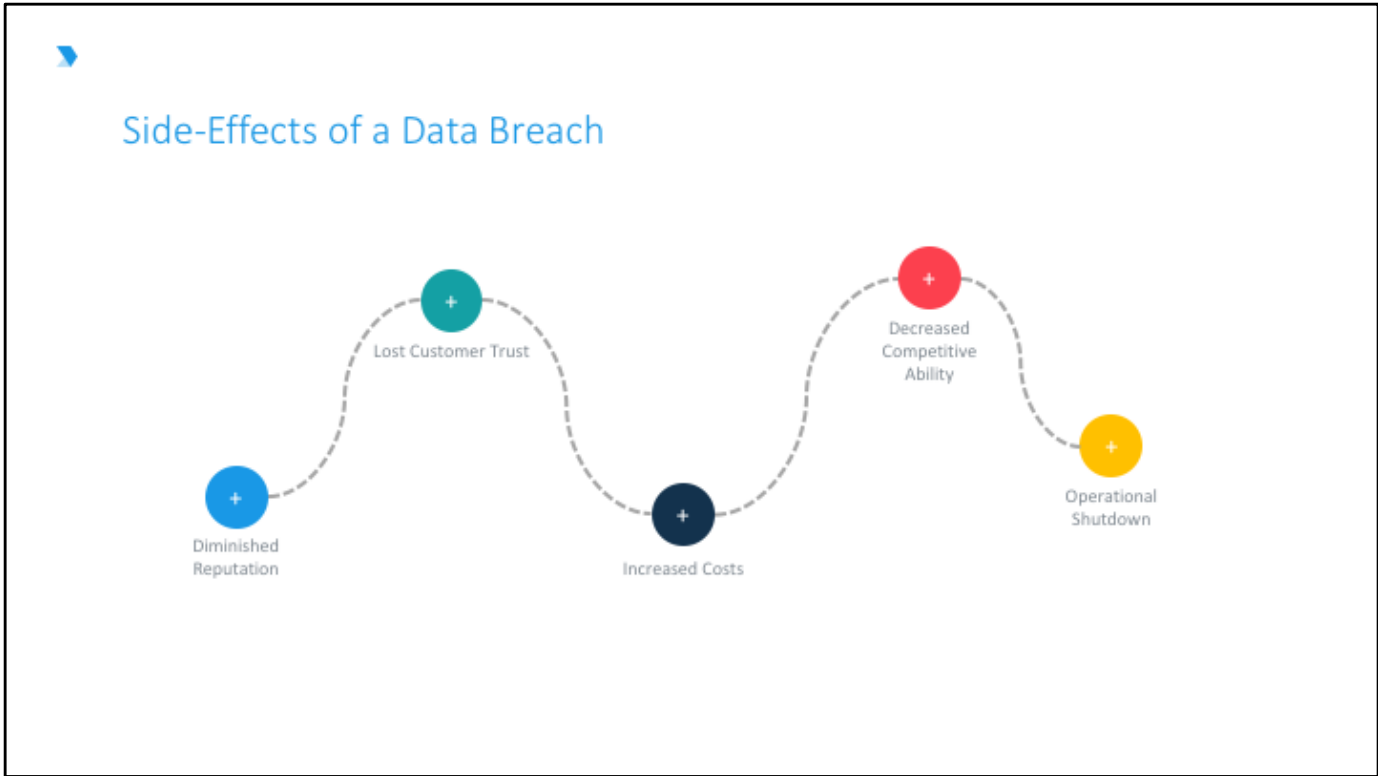 Side-Effects of a Data Breach
+
Lost Customer Trust
+
Decreased
Competitive
Ability
+
Diminished
Reputation
+
Increased Costs
+
Operational
Shutdown